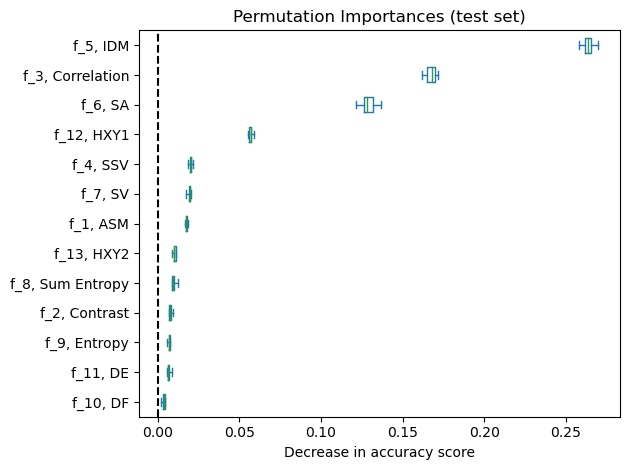 Permutation Importances (test set)
f_5, IDM
f_3, Correlation
f_6, SA
f_12, HXY1
f_4, SSV
f_7, SV
f_1, ASM
f_13, HXY2
f_8, Sum Entropy
f_2, Contrast
f_9, Entropy
f_11, DE
f_10, DF
0.00 0.05 0.10 0.15 0.20 0.25
Decrease in accuracy score